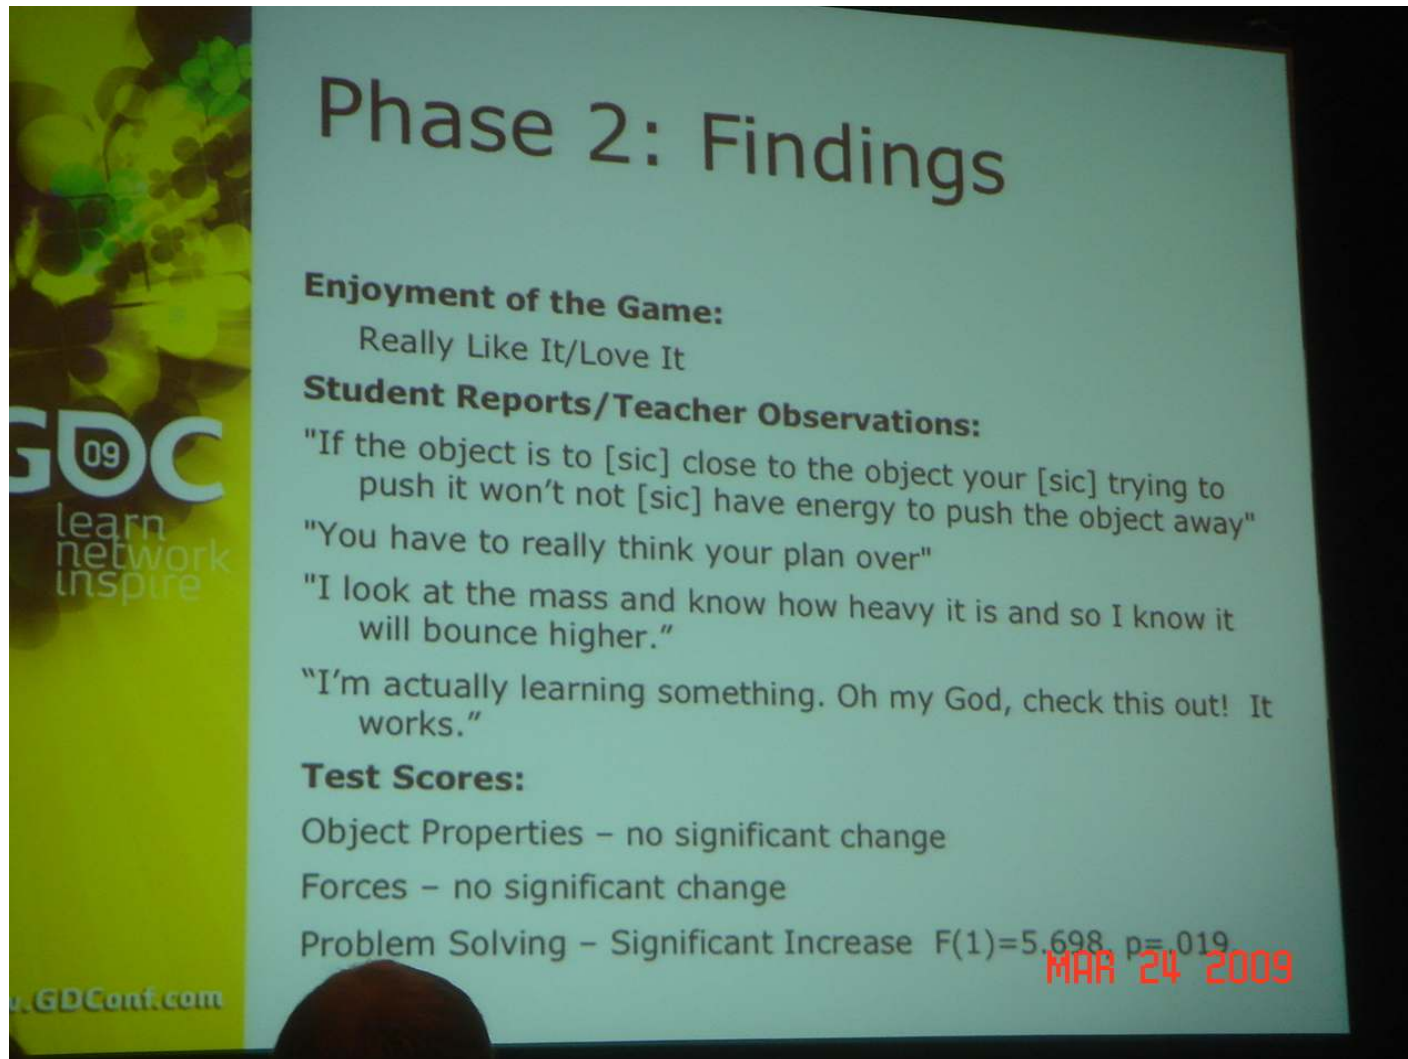 Phase 2: Findings
Enjoyment of the Game:
Really Like It/Love It
Student Reports/Teacher Observations:
"If the object is to [sic] close to the object your [sic] trying to
push it won't not [sic] have energy to push the object away"
"You have to really think your plan over"
"I look at the mass and know how heavy it is and so I know it
will bounce higher.”
“I’m actually learning something. Oh my God, check this out!  It
works.”
Test Scores:
Object Properties – no significant change
Forces – no significant change
Problem Solving – Significant Increase  F(1)=5.698, p=.019
GDC
09
learn
network
inspire
.GDConf.com
MAR 24 2009